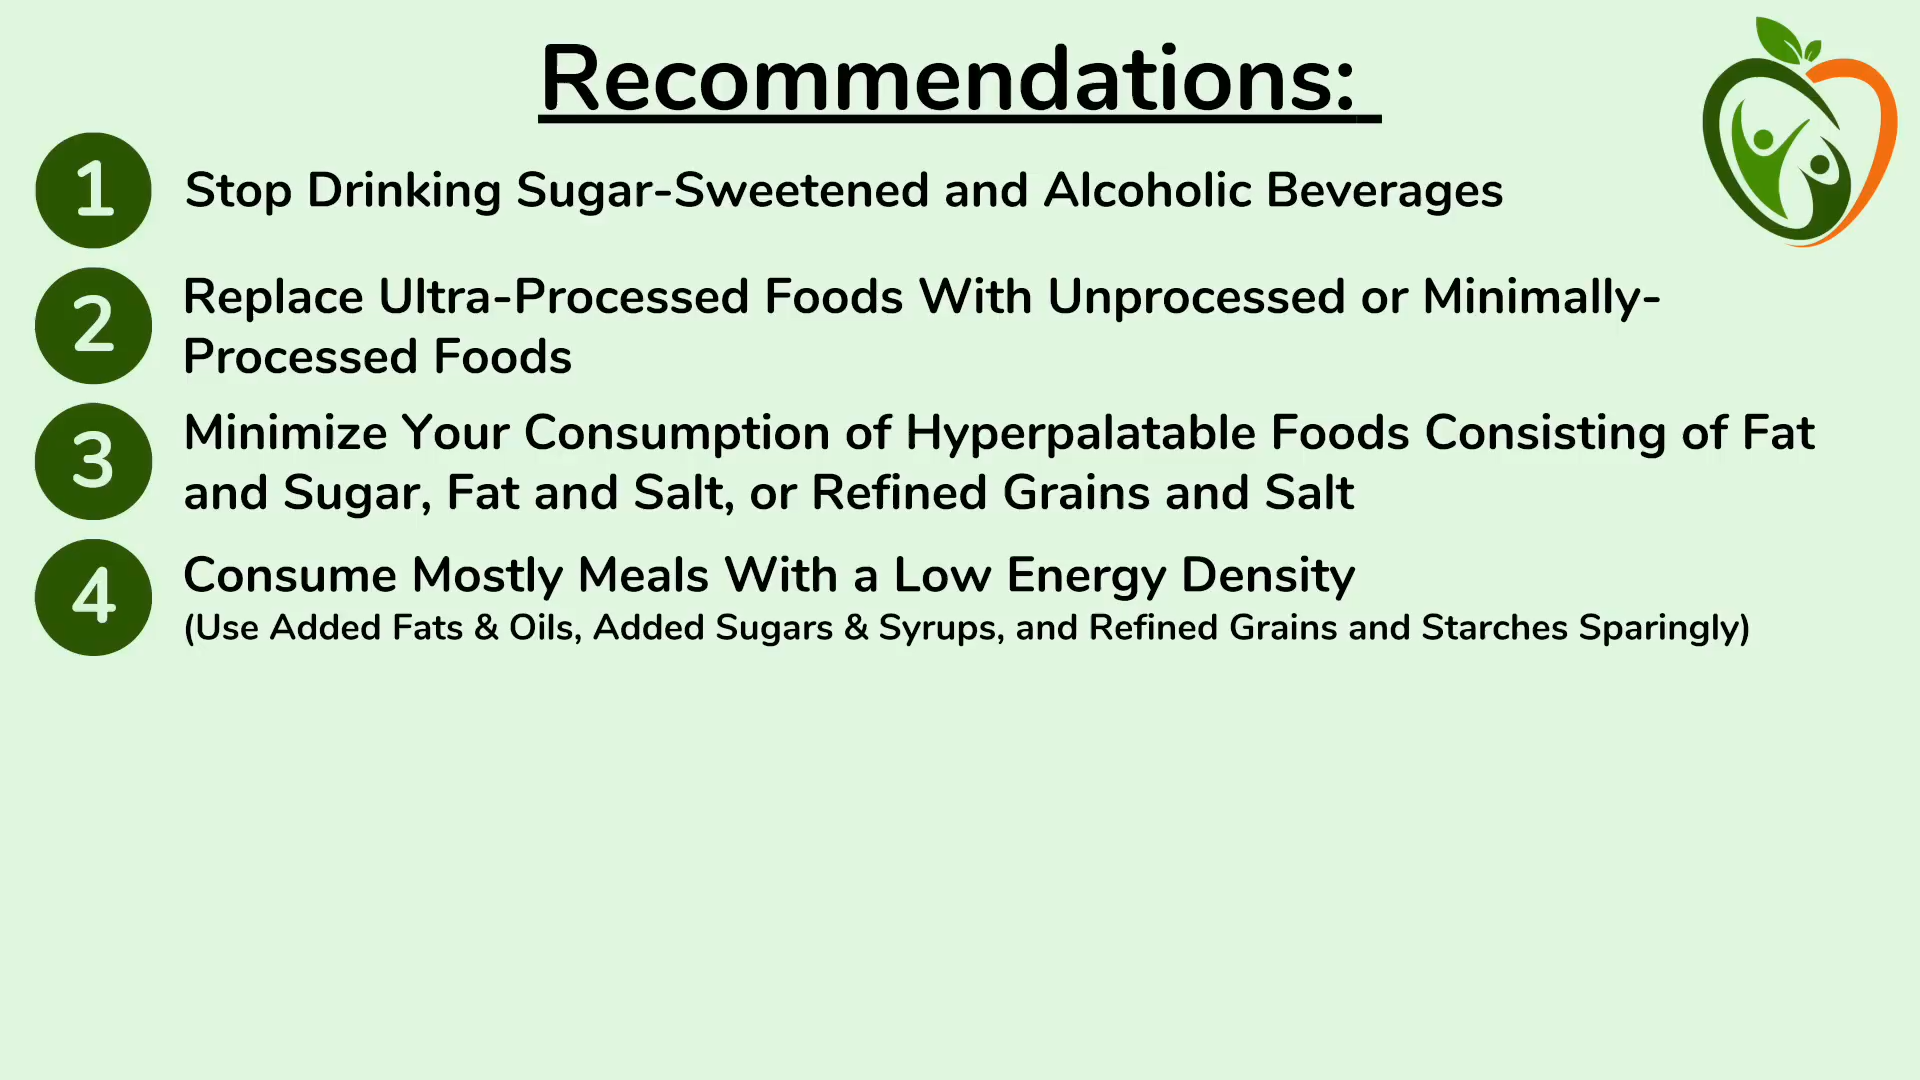 Recommendations:
1
Stop Drinking Sugar-Sweetened and Alcoholic Beverages
2
Replace Ultra-Processed Foods With Unprocessed or Minimally-
Processed Foods
3
Minimize Your Consumption of Hyperpalatable Foods Consisting of Fat
and Sugar, Fat and Salt, or Refined Grains and Salt
4
Consume Mostly Meals With a Low Energy Density
(Use Added Fats & Oils, Added Sugars & Syrups, and Refined Grains and Starches Sparingly)